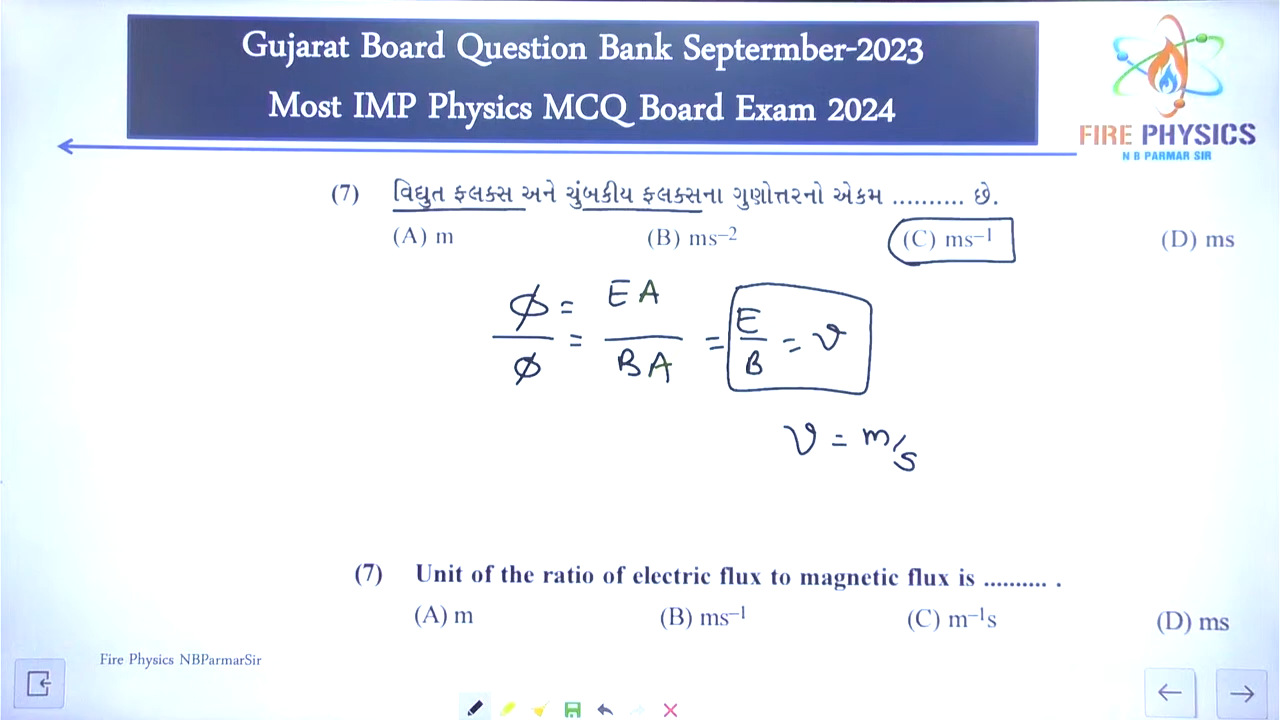 Gujarat Board Question Bank Septermber-2023
Most IMP Physics MCQ Board Exam 2024
FIRE PHYSICS
N B PARMAR SIR
(7) વિદ્યુત ફલક્સ અને ચુંબકીય ફલક્સના ગુણોત્તરનો એકમ .......... છે.
(A) m (B) ms⁻² (C) ms⁻¹ (D) ms
ϕ = EA
ϕ = BA = E/B = v
v = m/s
(7) Unit of the ratio of electric flux to magnetic flux is .......... .
(A) m (B) ms⁻¹ (C) m⁻¹s (D) ms
Fire Physics NBParmarSir